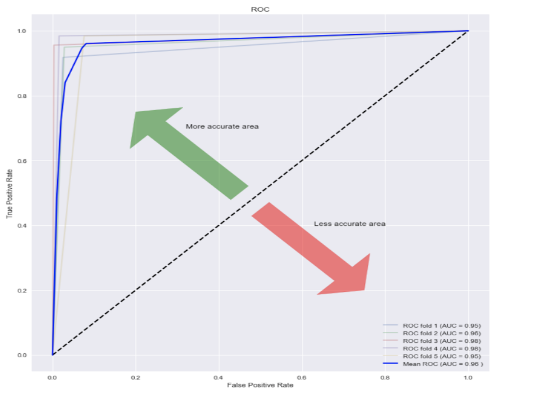 ROC
1.0
0.8
0.6
0.4
0.2
0.0
True Positive Rate
More accurate area
Less accurate area
ROC fold 1 (AUC = 0.95)
ROC fold 2 (AUC = 0.96)
ROC fold 3 (AUC = 0.98)
ROC fold 4 (AUC = 0.95)
ROC fold 5 (AUC = 0.95)
Mean ROC (AUC = 0.96 )
0.0 0.2 0.4 0.6 0.8 1.0
False Positive Rate